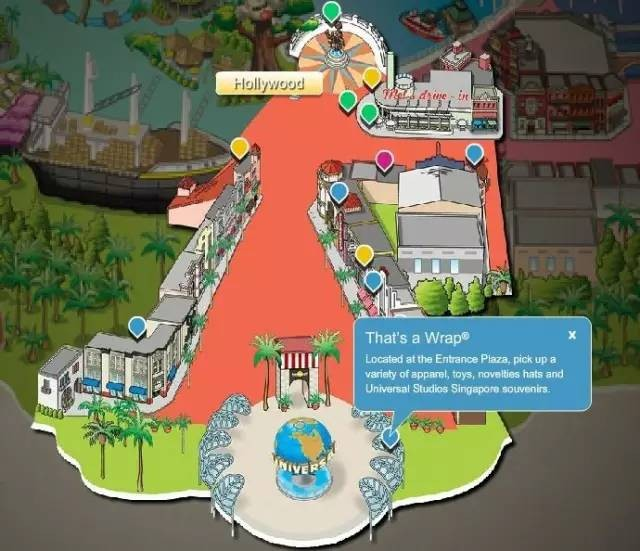 Hollywood
Mel's drive-in
That's a Wrap®
x
Located at the Entrance Plaza, pick up a
variety of apparel, toys, novelties hats and
Universal Studios Singapore souvenirs.
UNIVERSAL